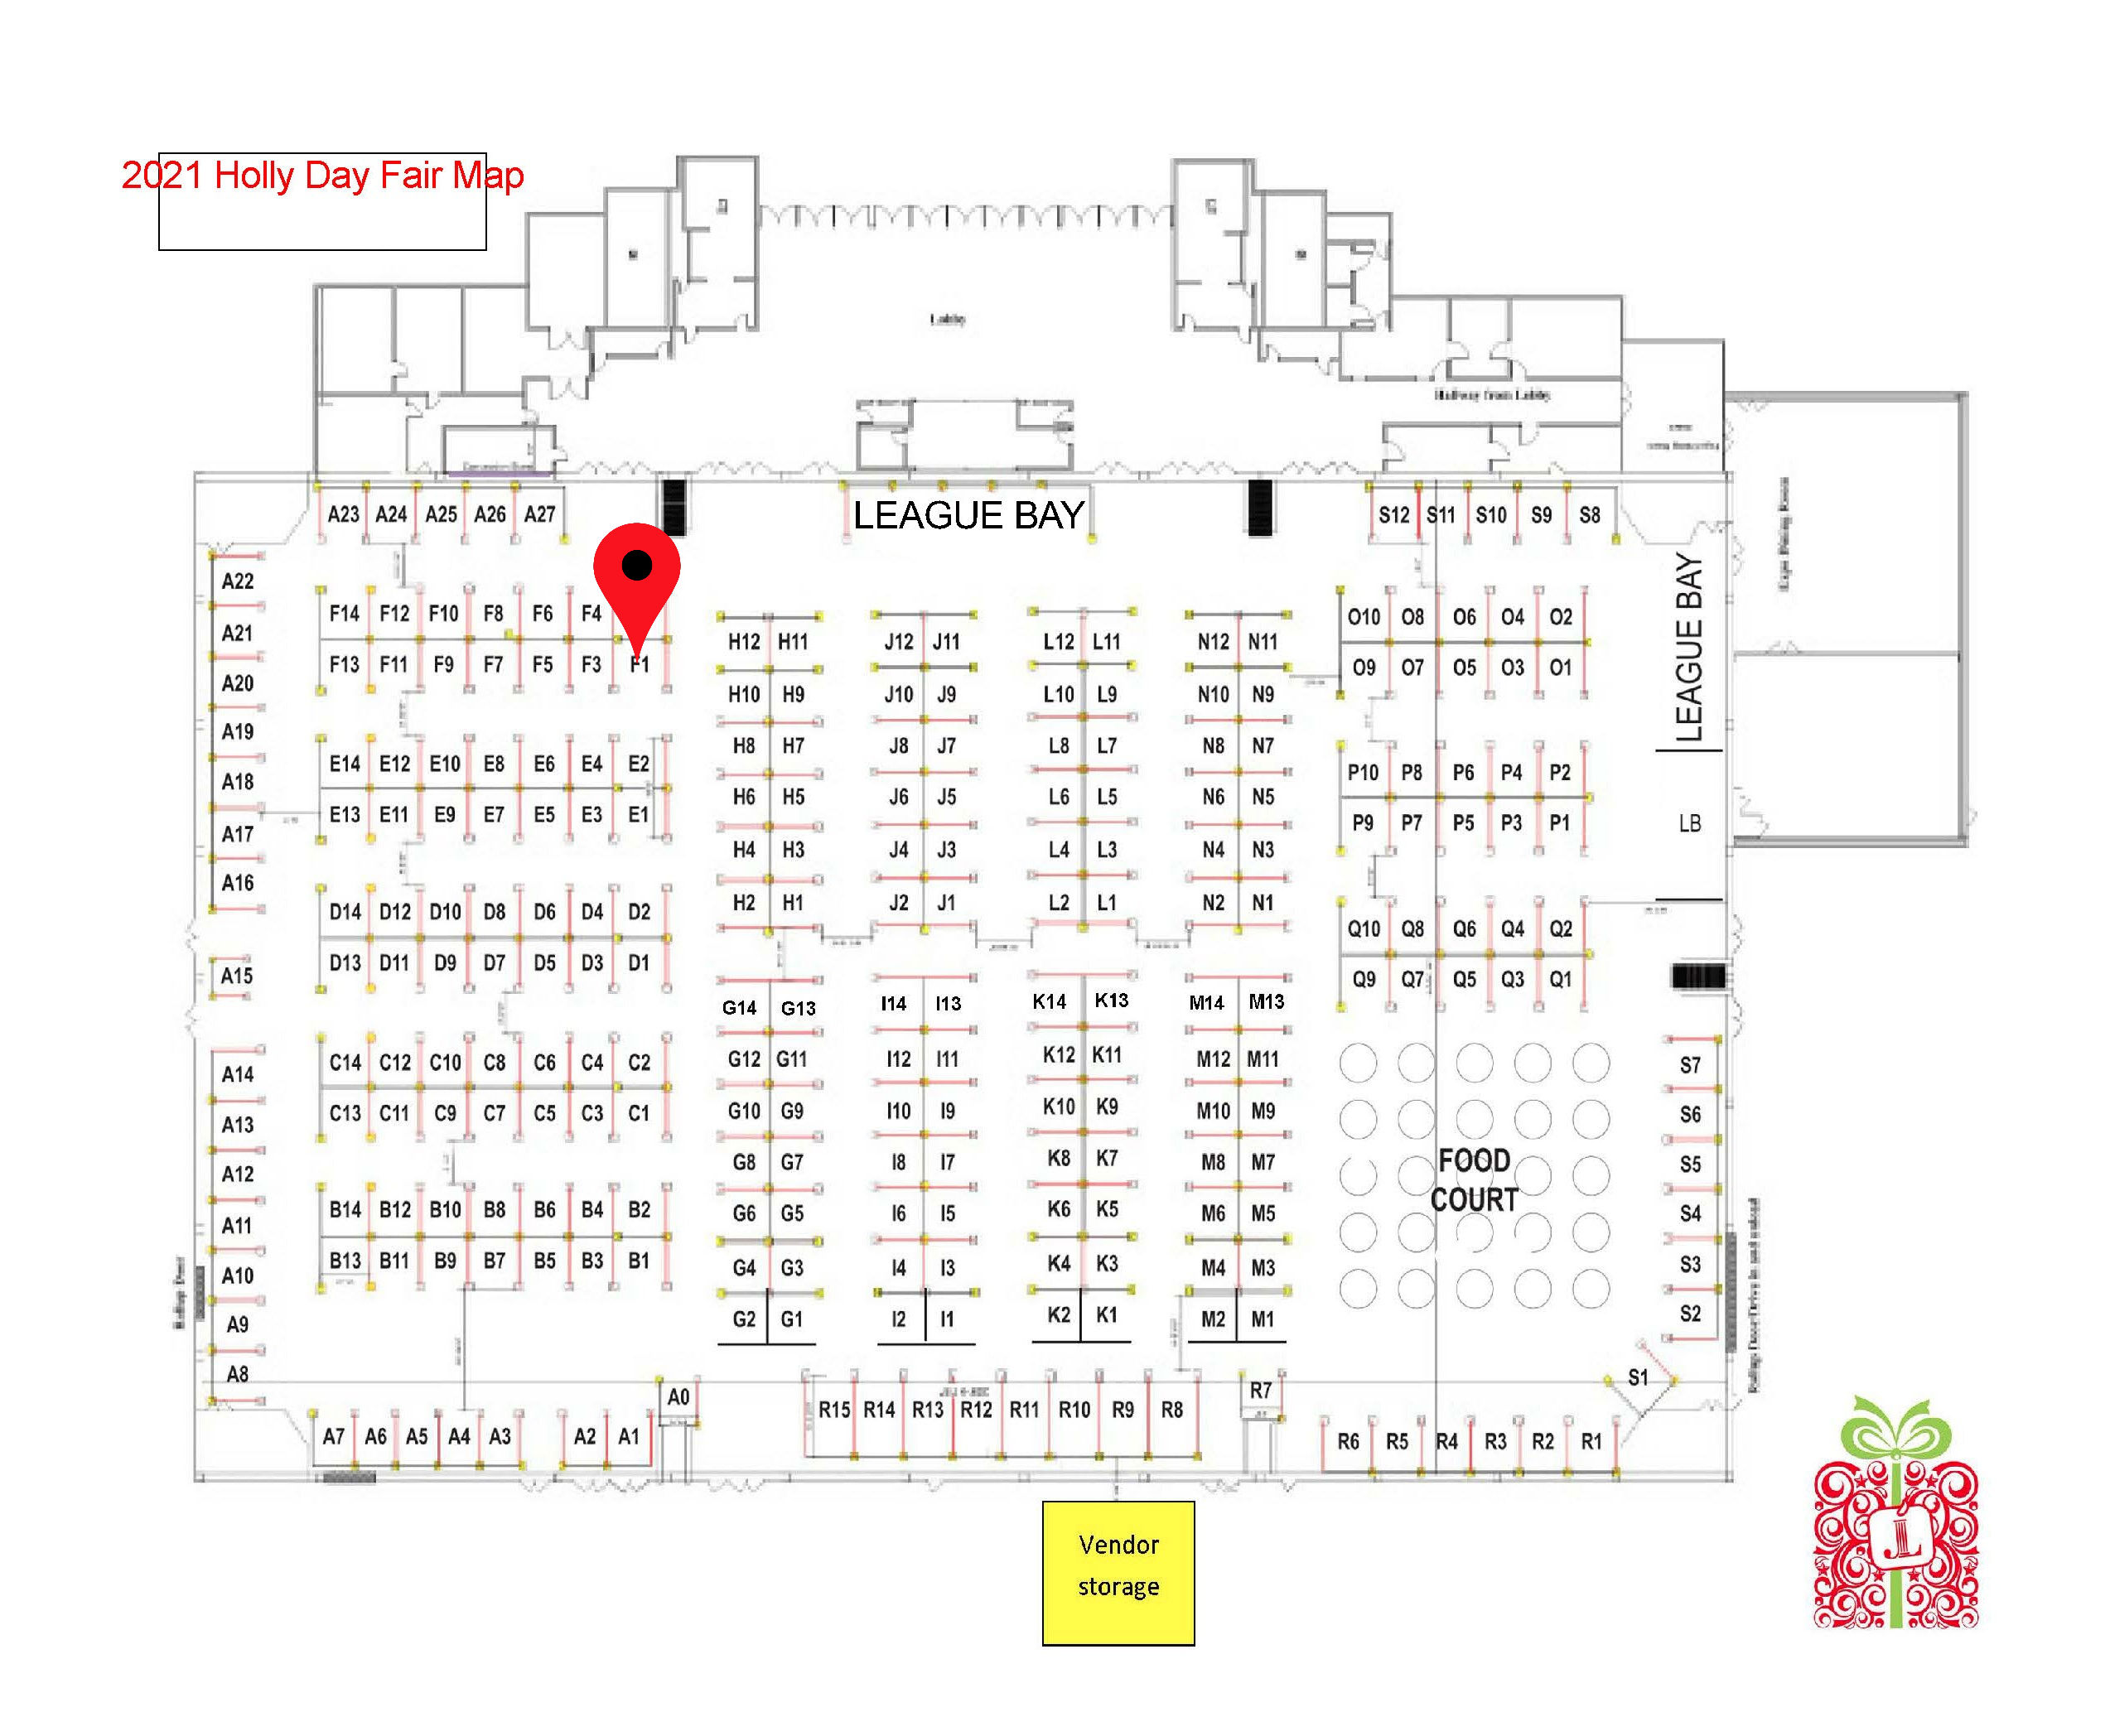 2021 Holly Day Fair Map
Lobby
Hallway from Lobby
LEAGUE BAY
A23 A24 A25 A26 A27
S12 S11 S10 S9 S8
A22
A21
A20
A19
A18
A17
A16
A15
A14
A13
A12
A11
A10
A9
A8
F14 F12 F10 F8 F6 F4
F13 F11 F9 F7 F5 F3 F1
E14 E12 E10 E8 E6 E4 E2
E13 E11 E9 E7 E5 E3 E1
D14 D12 D10 D8 D6 D4 D2
D13 D11 D9 D7 D5 D3 D1
C14 C12 C10 C8 C6 C4 C2
C13 C11 C9 C7 C5 C3 C1
B14 B12 B10 B8 B6 B4 B2
B13 B11 B9 B7 B5 B3 B1
H12 H11
H10 H9
H8 H7
H6 H5
H4 H3
H2 H1
G14 G13
G12 G11
G10 G9
G8 G7
G6 G5
G4 G3
G2 G1
J12 J11
J10 J9
J8 J7
J6 J5
J4 J3
J2 J1
I14 I13
I12 I11
I10 I9
I8 I7
I6 I5
I4 I3
I2 I1
L12 L11
L10 L9
L8 L7
L6 L5
L4 L3
L2 L1
K14 K13
K12 K11
K10 K9
K8 K7
K6 K5
K4 K3
K2 K1
N12 N11
N10 N9
N8 N7
N6 N5
N4 N3
N2 N1
M14 M13
M12 M11
M10 M9
M8 M7
M6 M5
M4 M3
M2 M1
O10 O8 O6 O4 O2
O9 O7 O5 O3 O1
P10 P8 P6 P4 P2
P9 P7 P5 P3 P1
Q10 Q8 Q6 Q4 Q2
Q9 Q7 Q5 Q3 Q1
LEAGUE BAY
LB
FOOD
COURT
S7
S6
S5
S4
S3
S2
S1
A7 A6 A5 A4 A3 A2 A1
A0
R15 R14 R13 R12 R11 R10 R9 R8
R7
R6 R5 R4 R3 R2 R1
Vendor
storage
JL